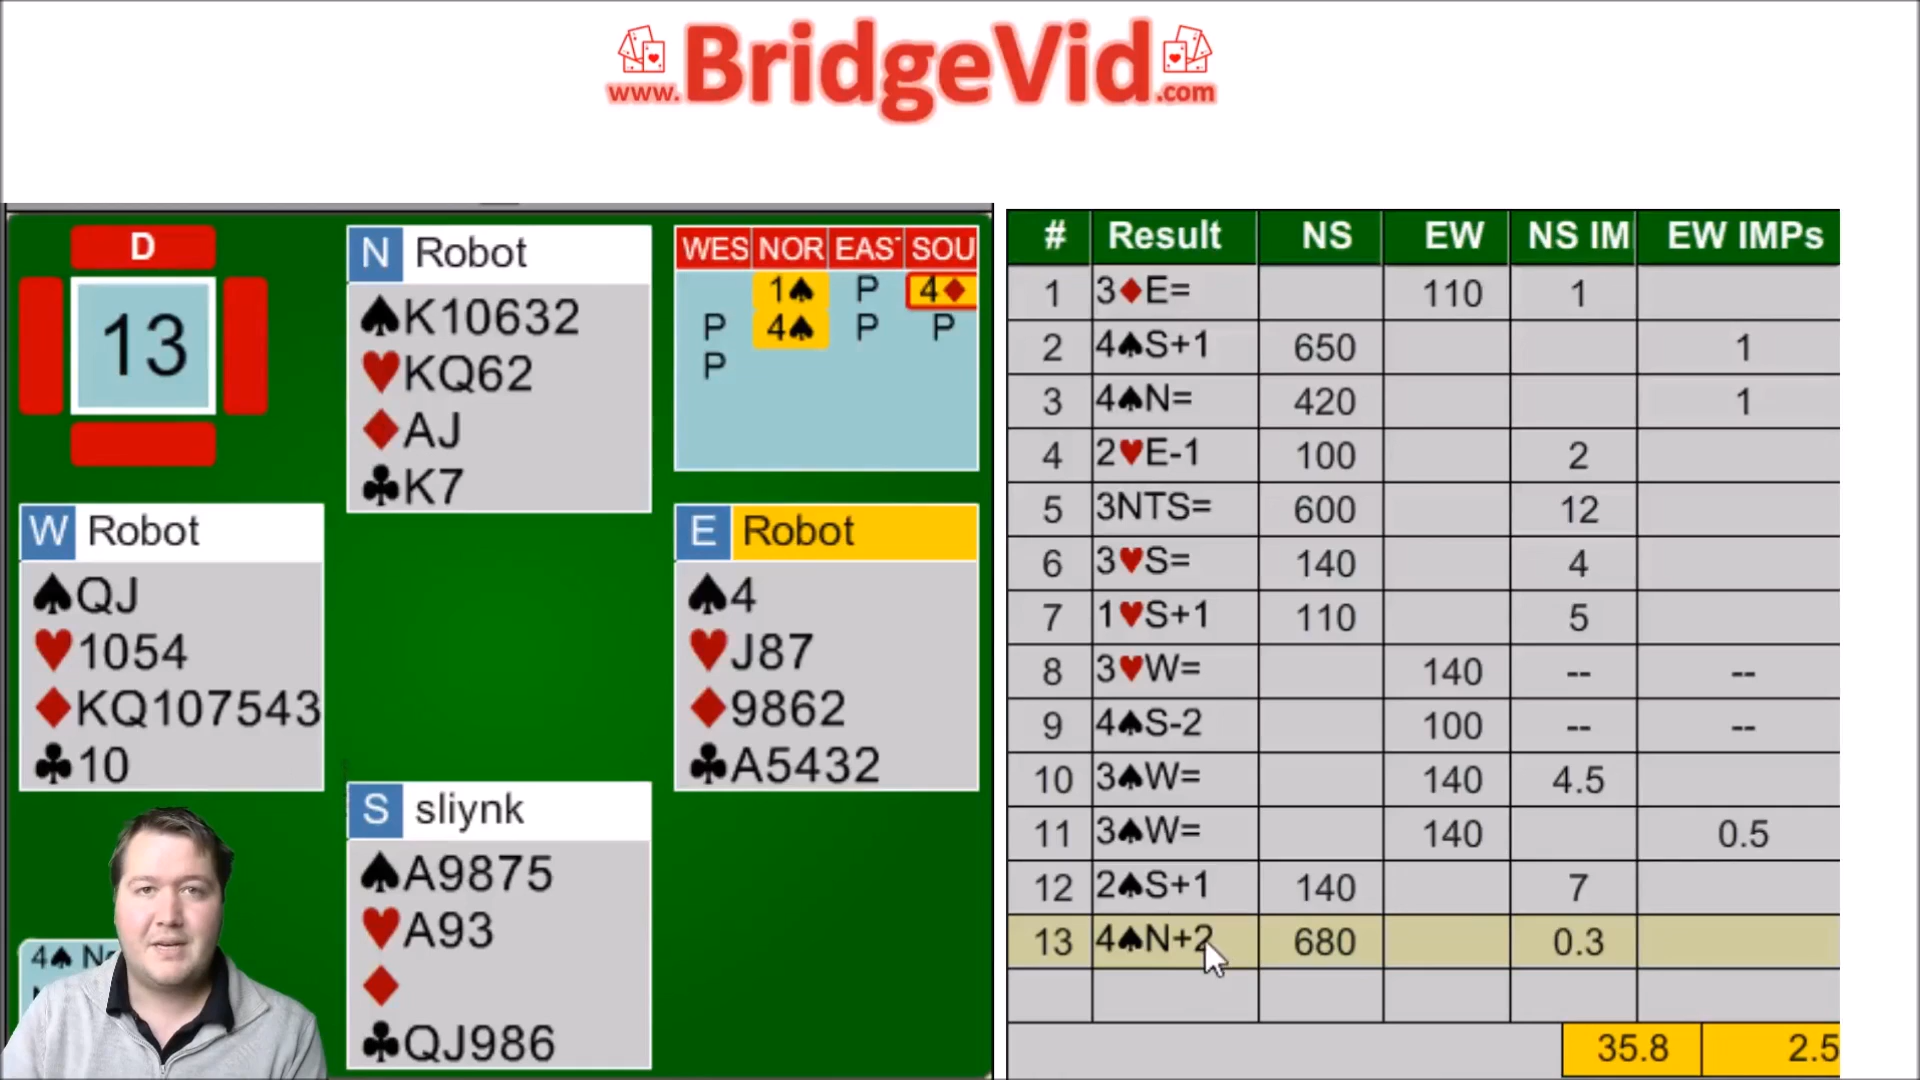 www.BridgeVid.com
D
13
N Robot
♠K10632
♥KQ62
♦AJ
♣K7
WES NOR EAST SOU
1♠ P 4♦
P 4♠ P P
P
W Robot
♠QJ
♥1054
♦KQ107543
♣10
E Robot
♠4
♥J87
♦9862
♣A5432
S sliynk
♠A9875
♥A93
♦
♣QJ986
4♠ N
# Result NS EW NS IM EW IMPs
1 3♦E= 110 1
2 4♠S+1 650 1
3 4♠N= 420 1
4 2♥E-1 100 2
5 3NTS= 600 12
6 3♥S= 140 4
7 1♥S+1 110 5
8 3♥W= 140 -- --
9 4♠S-2 100 -- --
10 3♠W= 140 4.5
11 3♠W= 140 0.5
12 2♠S+1 140 7
13 4♠N+2 680 0.3
35.8 2.5